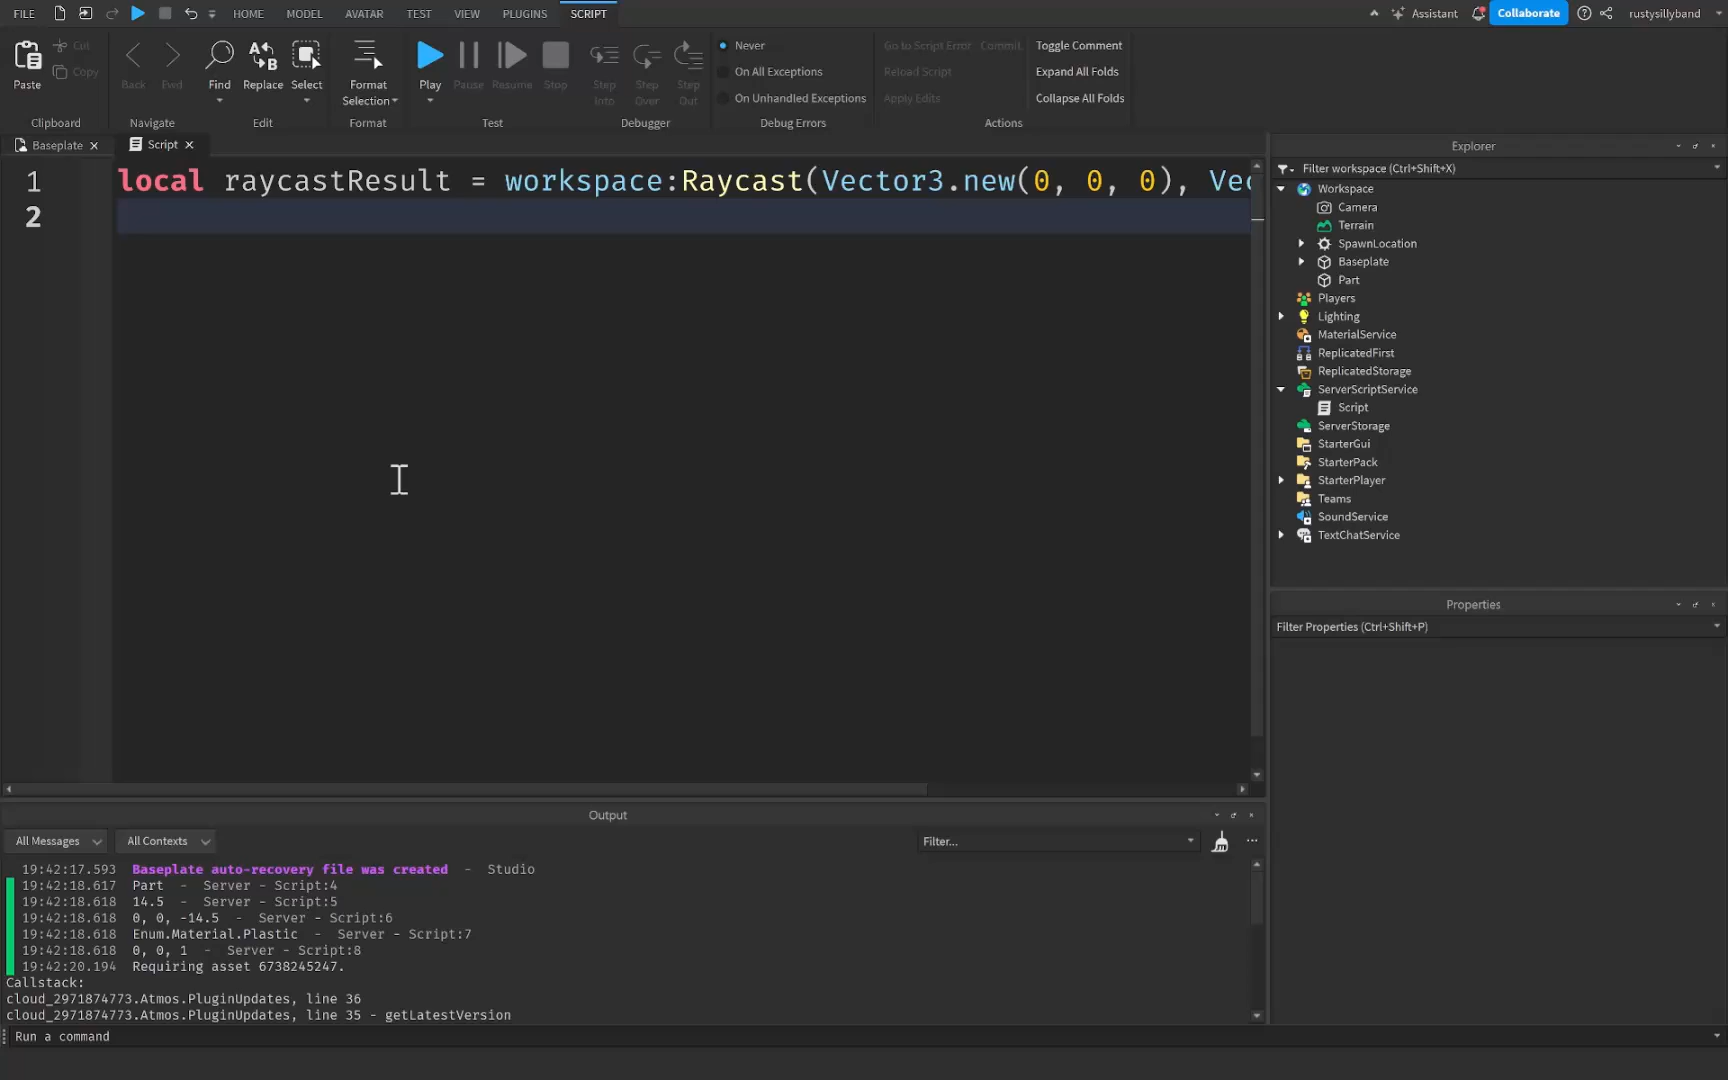 FILE HOME MODEL AVATAR TEST VIEW PLUGINS SCRIPT Assistant Collaborate rustysillyband
Paste Cut Copy Back Fwd Find Replace Select Format Selection Play Pause Resume Stop Step Into Step Over Step Out
Never
On All Exceptions
On Unhandled Exceptions
Go to Script Error Commit
Reload Script
Apply Edits
Toggle Comment
Expand All Folds
Collapse All Folds
Clipboard Navigate Edit Format Test Debugger Debug Errors Actions
Baseplate Script
1 local raycastResult = workspace:Raycast(Vector3.new(0, 0, 0), Vec
2
Explorer
Filter workspace (Ctrl+Shift+X)
Workspace
Camera
Terrain
SpawnLocation
Baseplate
Part
Players
Lighting
MaterialService
ReplicatedFirst
ReplicatedStorage
ServerScriptService
Script
ServerStorage
StarterGui
StarterPack
StarterPlayer
Teams
SoundService
TextChatService
Properties
Filter Properties (Ctrl+Shift+P)
Output
All Messages All Contexts Filter...
19:42:17.593 Baseplate auto-recovery file was created - Studio
19:42:18.617 Part - Server - Script:4
19:42:18.618 14.5 - Server - Script:5
19:42:18.618 0, 0, -14.5 - Server - Script:6
19:42:18.618 Enum.Material.Plastic - Server - Script:7
19:42:18.618 0, 0, 1 - Server - Script:8
19:42:20.194 Requiring asset 6738245247.
Callstack:
cloud_2971874773.Atmos.PluginUpdates, line 36
cloud_2971874773.Atmos.PluginUpdates, line 35 - getLatestVersion
Run a command